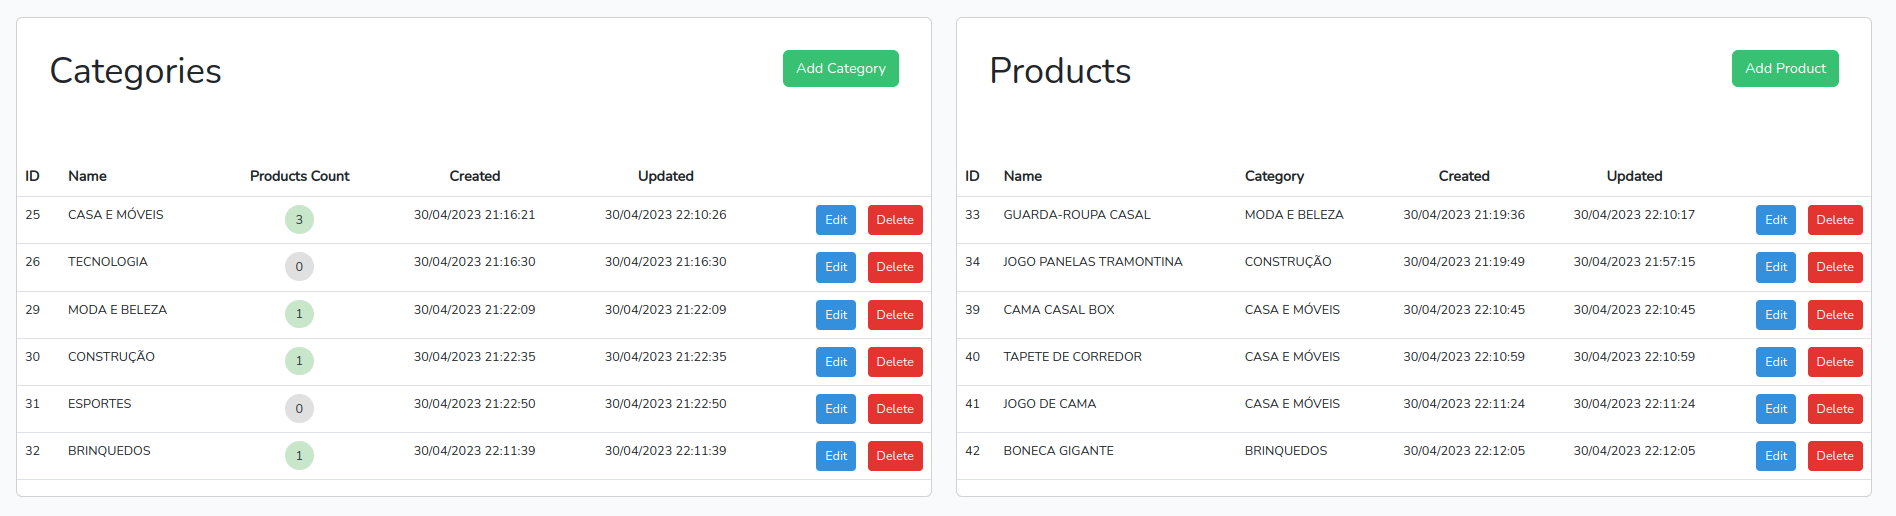 Categories
Add Category
ID Name Products Count Created Updated
25 CASA E MÓVEIS 3 30/04/2023 21:16:21 30/04/2023 22:10:26 Edit Delete
26 TECNOLOGIA 0 30/04/2023 21:16:30 30/04/2023 21:16:30 Edit Delete
29 MODA E BELEZA 1 30/04/2023 21:22:09 30/04/2023 21:22:09 Edit Delete
30 CONSTRUÇÃO 1 30/04/2023 21:22:35 30/04/2023 21:22:35 Edit Delete
31 ESPORTES 0 30/04/2023 21:22:50 30/04/2023 21:22:50 Edit Delete
32 BRINQUEDOS 1 30/04/2023 22:11:39 30/04/2023 22:11:39 Edit Delete
Products
Add Product
ID Name Category Created Updated
33 GUARDA-ROUPA CASAL MODA E BELEZA 30/04/2023 21:19:36 30/04/2023 22:10:17 Edit Delete
34 JOGO PANELAS TRAMONTINA CONSTRUÇÃO 30/04/2023 21:19:49 30/04/2023 21:57:15 Edit Delete
39 CAMA CASAL BOX CASA E MÓVEIS 30/04/2023 22:10:45 30/04/2023 22:10:45 Edit Delete
40 TAPETE DE CORREDOR CASA E MÓVEIS 30/04/2023 22:10:59 30/04/2023 22:10:59 Edit Delete
41 JOGO DE CAMA CASA E MÓVEIS 30/04/2023 22:11:24 30/04/2023 22:11:24 Edit Delete
42 BONECA GIGANTE BRINQUEDOS 30/04/2023 22:12:05 30/04/2023 22:12:05 Edit Delete